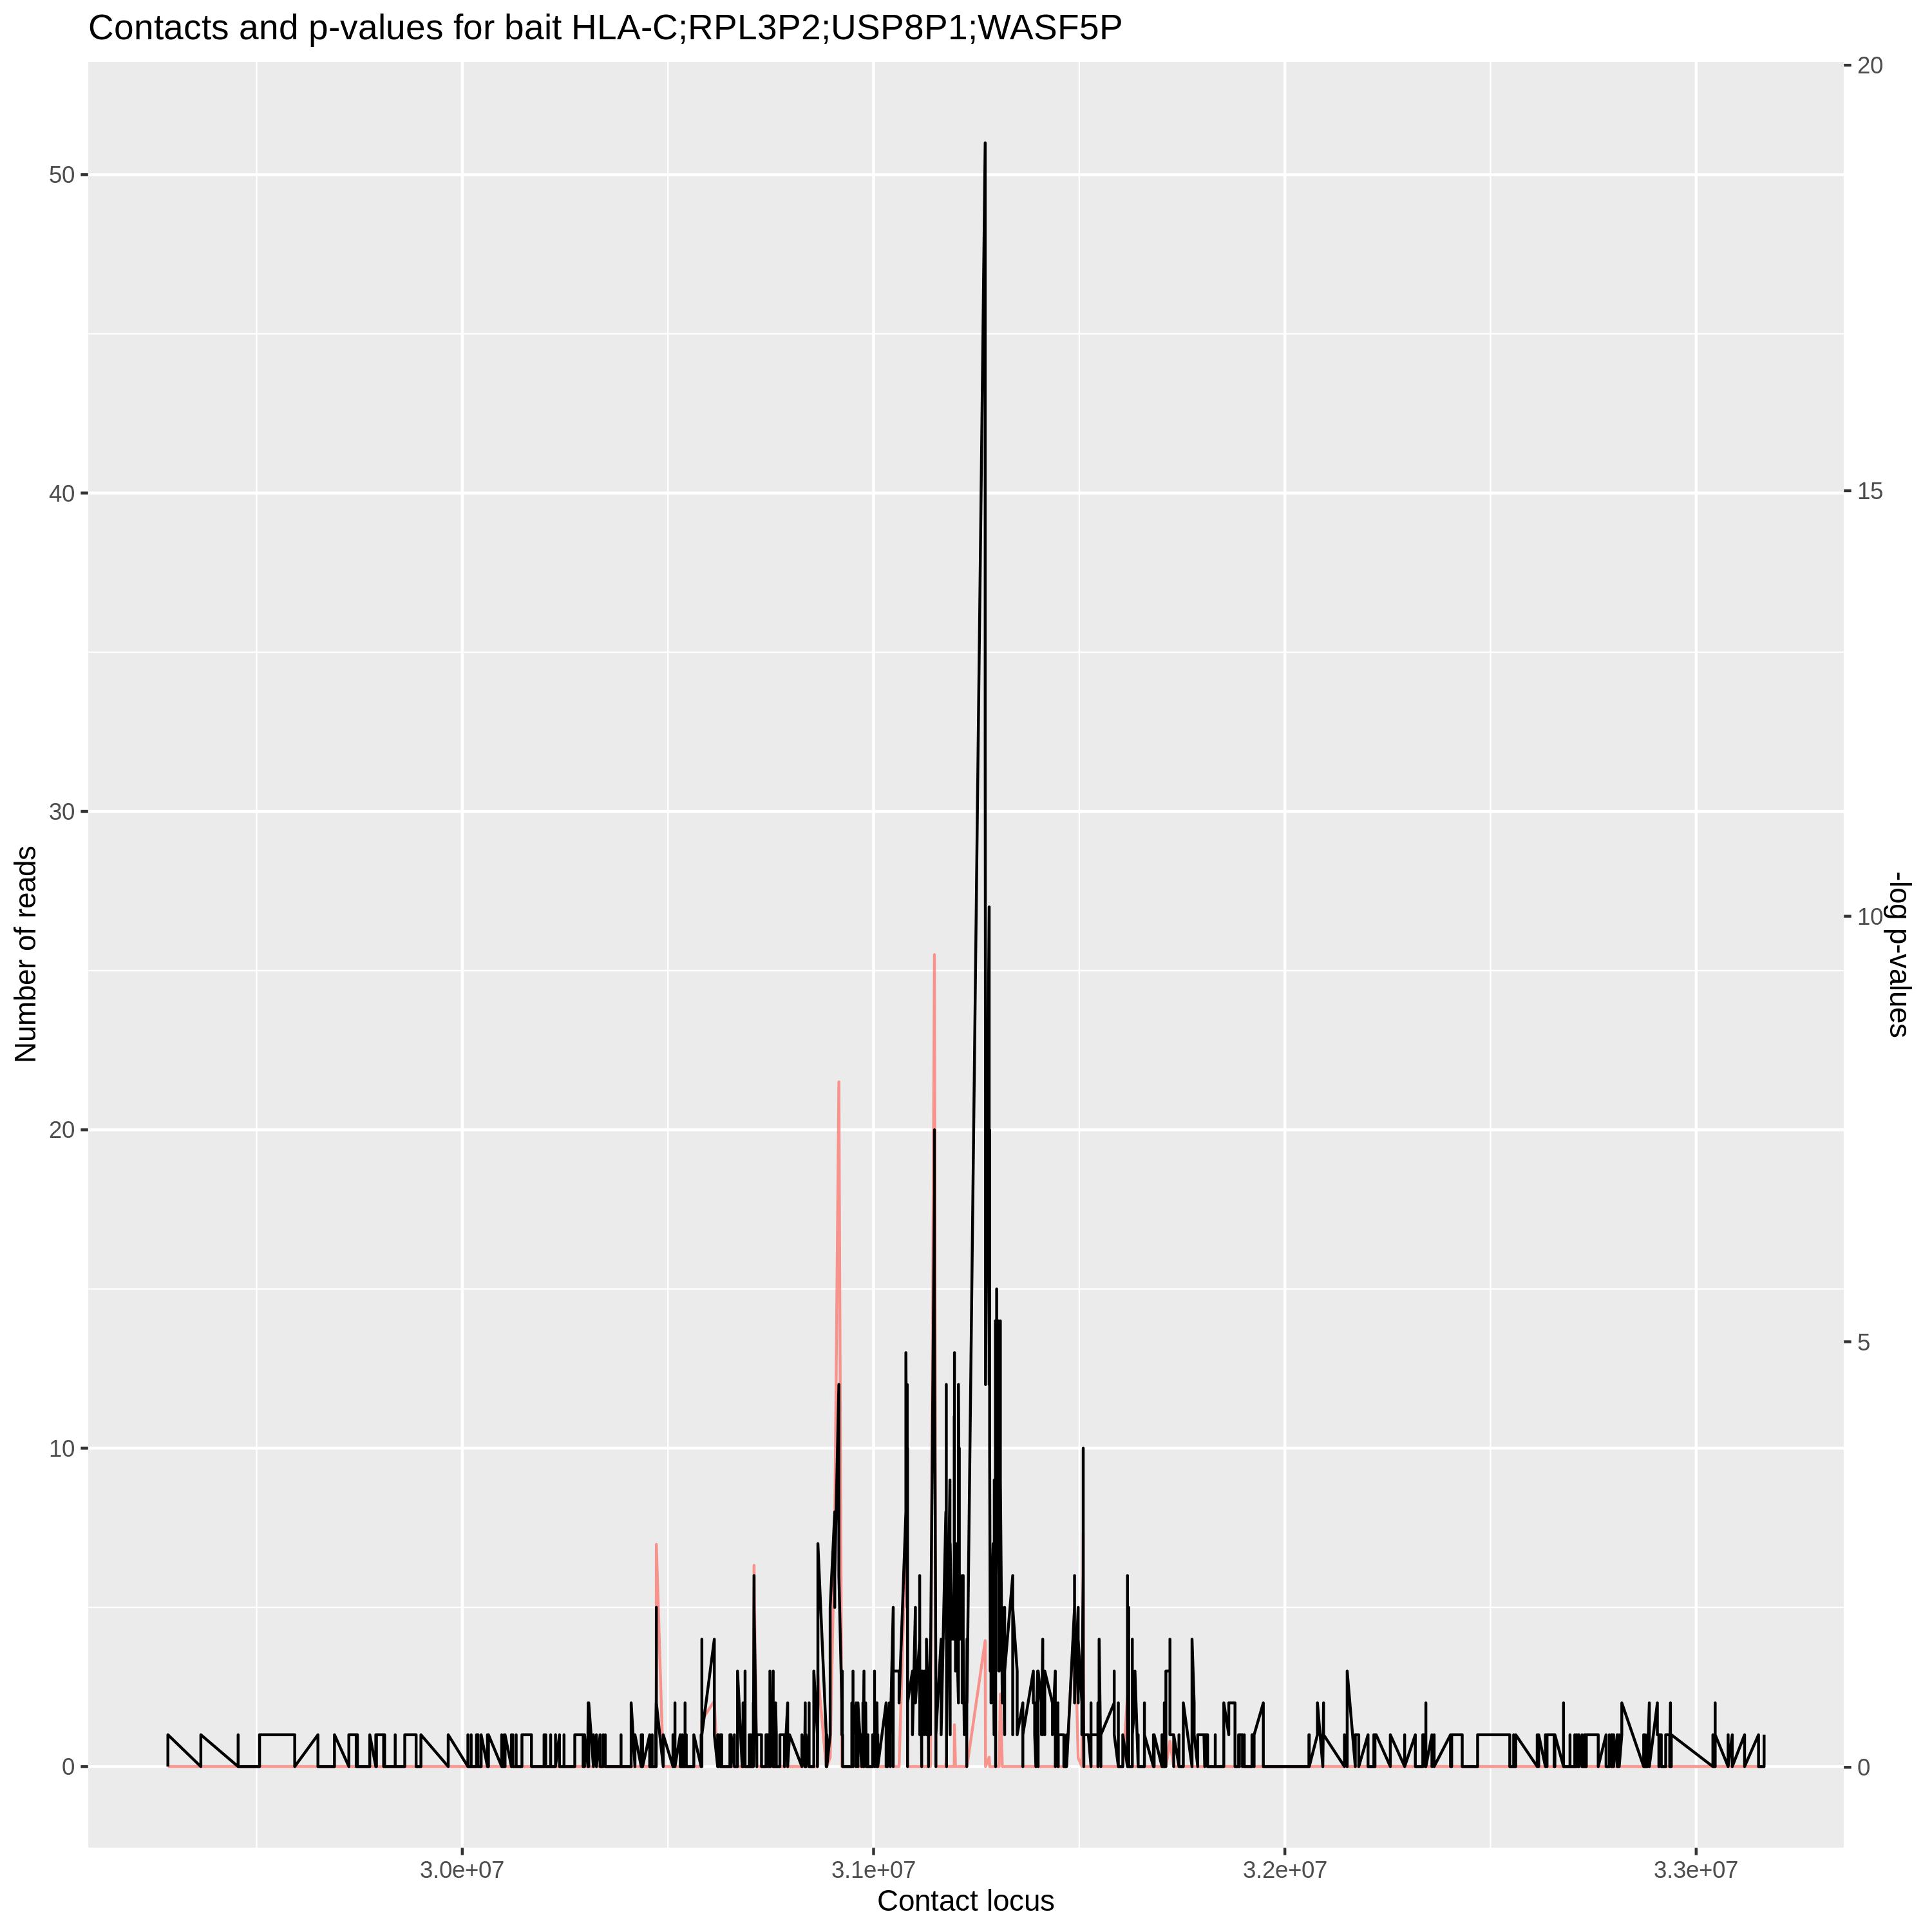 Contacts and p-values for bait HLA-C;RPL3P2;USP8P1;WASF5P
20
50
15
40
30
10
20
5
10
0
0
Number of reads
-log p-values
3.0e+07
3.1e+07
3.2e+07
3.3e+07
Contact locus